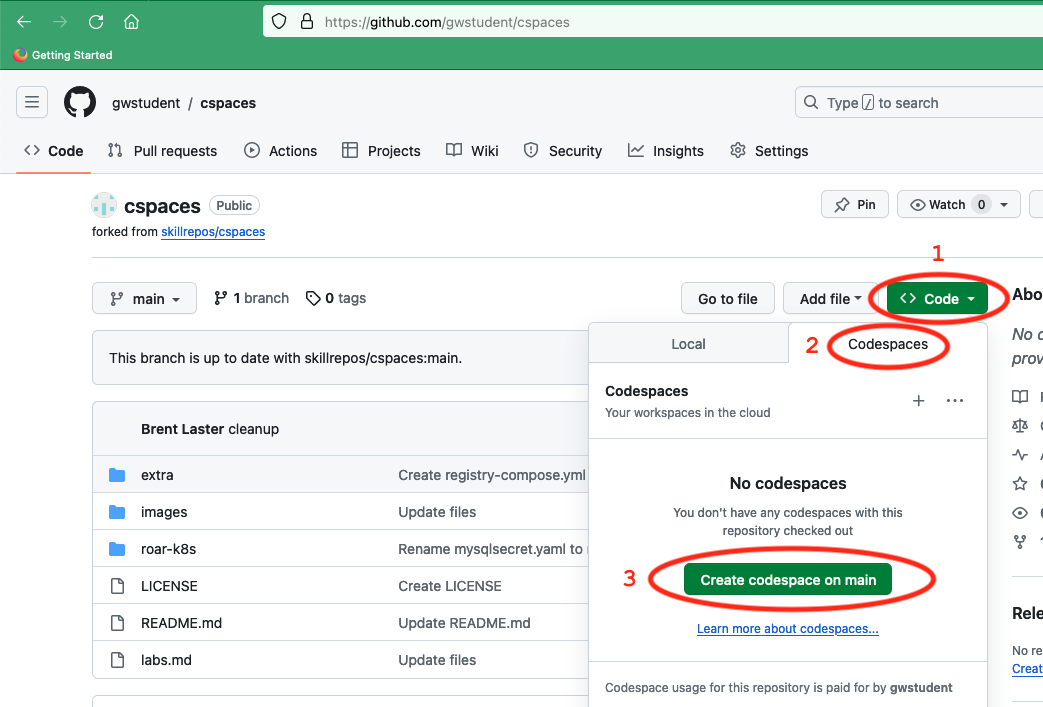 https://github.com/gwstudent/cspaces
Getting Started
gwstudent / cspaces
Type / to search
Code Pull requests Actions Projects Wiki Security Insights Settings
cspaces Public
Pin Watch 0
forked from skillrepos/cspaces
1
main 1 branch 0 tags
Go to file Add file Code
Abo
Local 2 Codespaces
This branch is up to date with skillrepos/cspaces:main.
No
prov
Codespaces
Your workspaces in the cloud
Brent Laster cleanup
extra Create registry-compose.yml
images Update files
roar-k8s Rename mysqlsecret.yaml to
LICENSE Create LICENSE
README.md Update README.md
labs.md Update files
No codespaces
You don't have any codespaces with this
repository checked out
3 Create codespace on main
Learn more about codespaces...
Codespace usage for this repository is paid for by gwstudent
Rele
No re
Creat